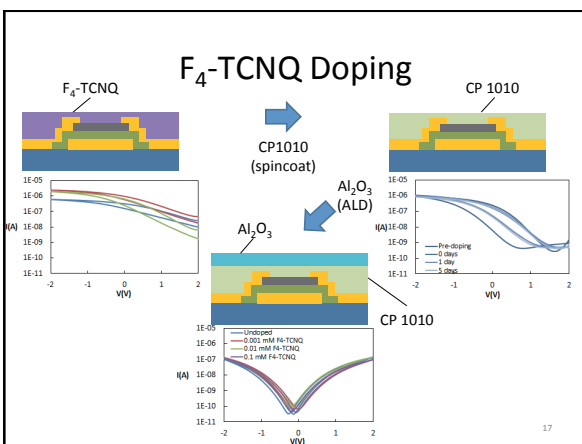 F₄-TCNQ Doping
F₄-TCNQ
CP1010
(spincoat)
CP 1010
1E-05
1E-06
1E-07
1E-08
1E-09
1E-10
1E-11
I(A)
-2
-1
0
1
2
V(V)
Al₂O₃
(ALD)
1E-05
1E-06
1E-07
1E-08
1E-09
1E-10
1E-11
I(A)
Pre-doping
0 days
1 day
5 days
-2
-1
0
1
2
V(V)
Al₂O₃
CP 1010
1E-05
1E-06
1E-07
1E-08
1E-09
1E-10
1E-11
I(A)
Undoped
0.001 mM F4-TCNQ
0.01 mM F4-TCNQ
0.1 mM F4-TCNQ
-2
-1
0
1
2
V(V)
17